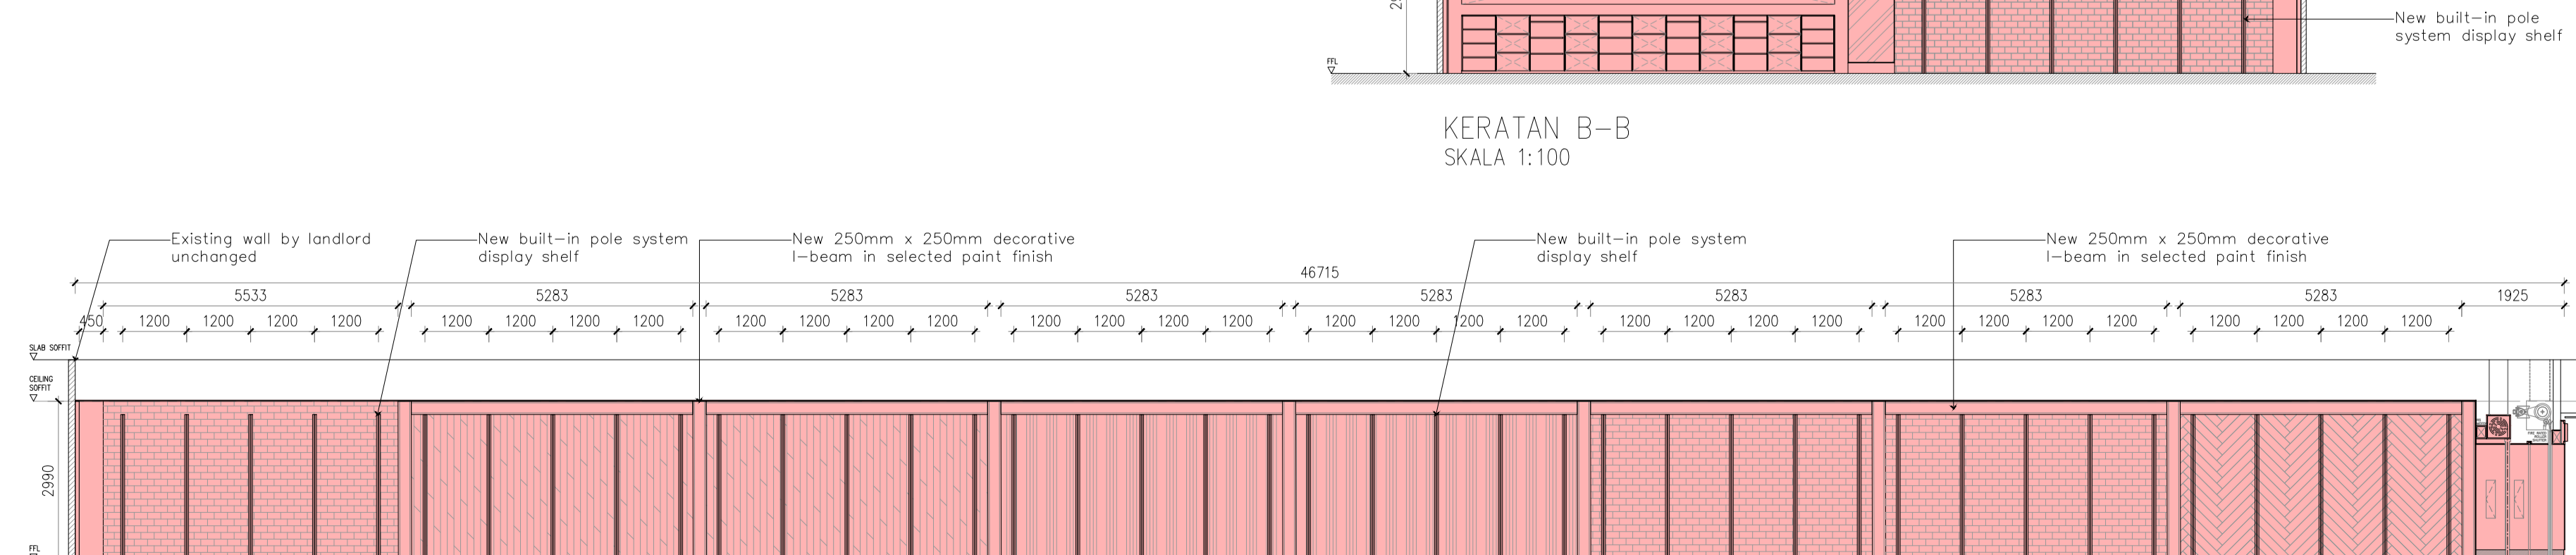 New built-in pole
system display shelf
FFL
KERATAN B-B
SKALA 1:100
Existing wall by landlord
unchanged
New built-in pole system
display shelf
New 250mm x 250mm decorative
I-beam in selected paint finish
New built-in pole system
display shelf
New 250mm x 250mm decorative
I-beam in selected paint finish
46715
5533 5283 5283 5283 5283 5283 5283 5283 1925
450 1200 1200 1200 1200 1200 1200 1200 1200 1200 1200 1200 1200 1200 1200 1200 1200 1200 1200 1200 1200 1200 1200 1200 1200 1200 1200 1200 1200 1200 1200 1200 1200
SLAB SOFFIT
CEILING
SOFFIT
2990
FFL